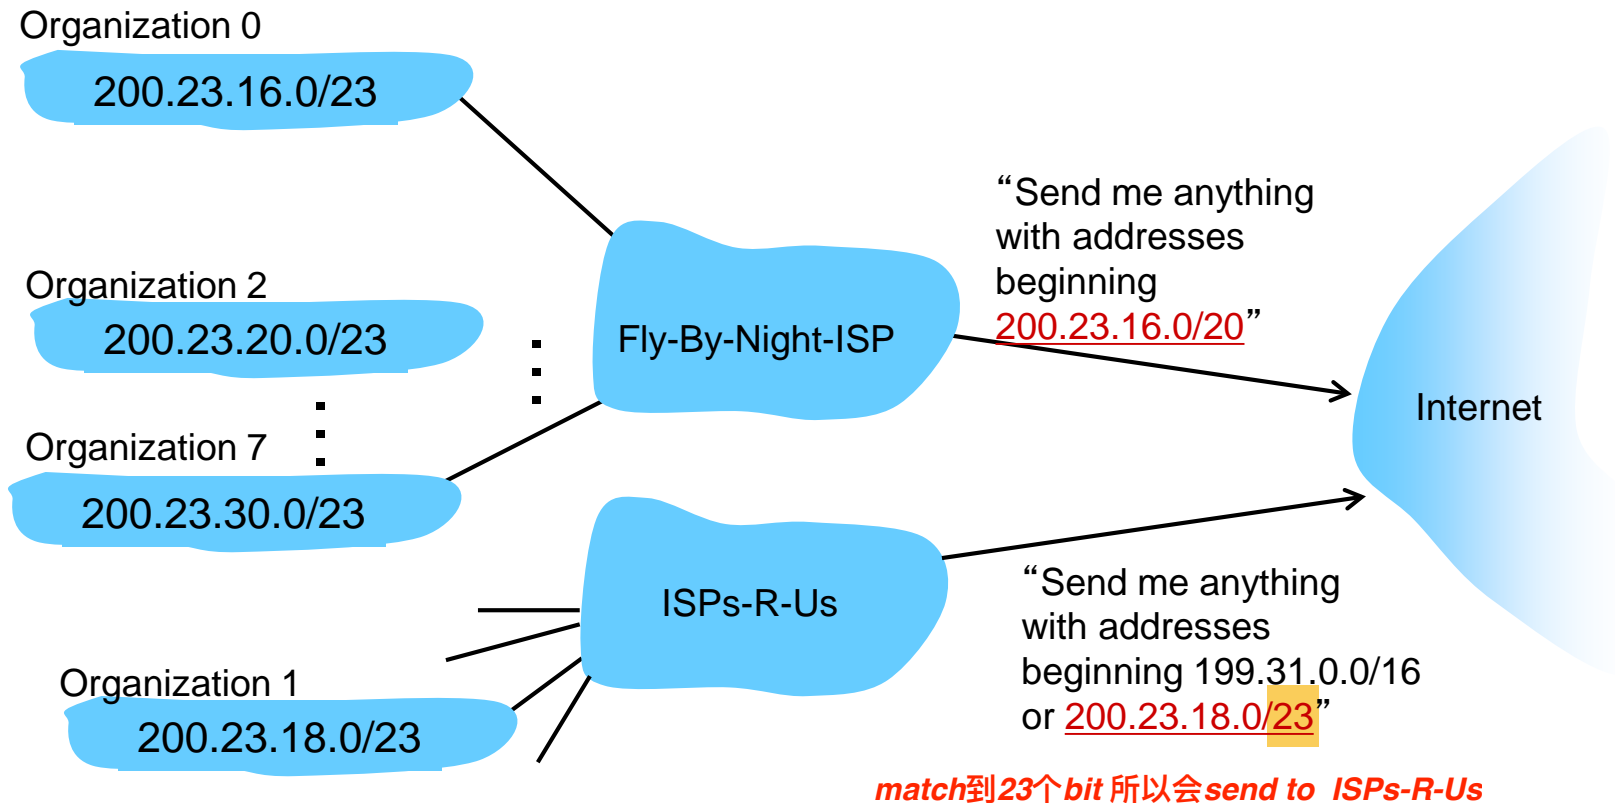 Organization 0
200.23.16.0/23
Organization 2
200.23.20.0/23
Organization 7
200.23.30.0/23
Fly-By-Night-ISP
“Send me anything
with addresses
beginning
200.23.16.0/20”
Internet
ISPs-R-Us
Organization 1
200.23.18.0/23
“Send me anything
with addresses
beginning 199.31.0.0/16
or 200.23.18.0/23”
match到23个bit 所以会send to ISPs-R-Us